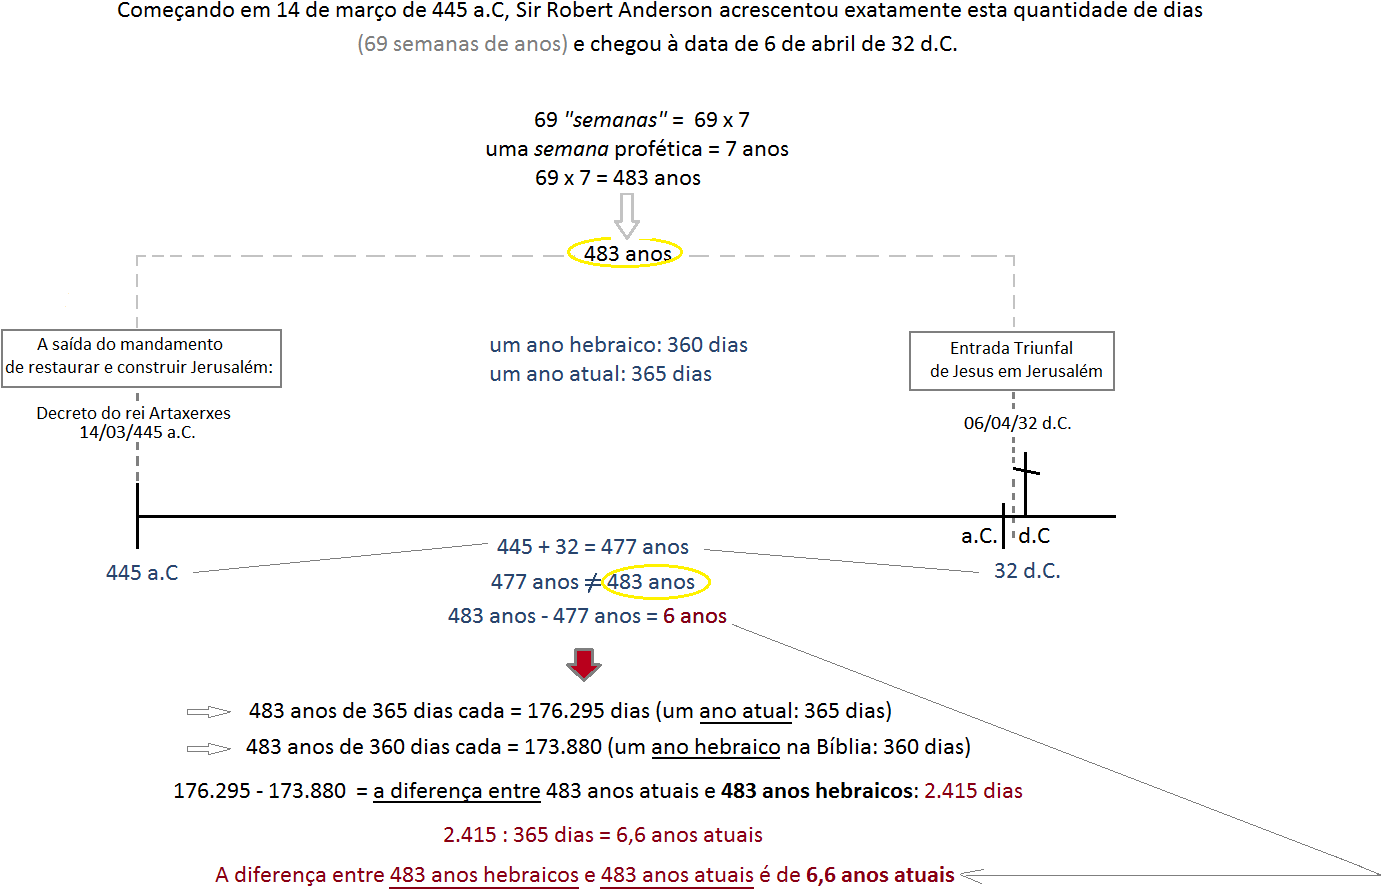 Começando em 14 de março de 445 a.C, Sir Robert Anderson acrescentou exatamente esta quantidade de dias
(69 semanas de anos) e chegou à data de 6 de abril de 32 d.C.
69 "semanas" = 69 x 7
uma semana profética = 7 anos
69 x 7 = 483 anos
483 anos
A saída do mandamento
de restaurar e construir Jerusalém:
Decreto do rei Artaxerxes
14/03/445 a.C.
um ano hebraico: 360 dias
um ano atual: 365 dias
Entrada Triunfal
de Jesus em Jerusalém
06/04/32 d.C.
a.C. d.C
445 a.C
445 + 32 = 477 anos
32 d.C.
477 anos ≠ 483 anos
483 anos - 477 anos = 6 anos
483 anos de 365 dias cada = 176.295 dias (um ano atual: 365 dias)
483 anos de 360 dias cada = 173.880 (um ano hebraico na Bíblia: 360 dias)
176.295 - 173.880 = a diferença entre 483 anos atuais e 483 anos hebraicos: 2.415 dias
2.415 : 365 dias = 6,6 anos atuais
A diferença entre 483 anos hebraicos e 483 anos atuais é de 6,6 anos atuais